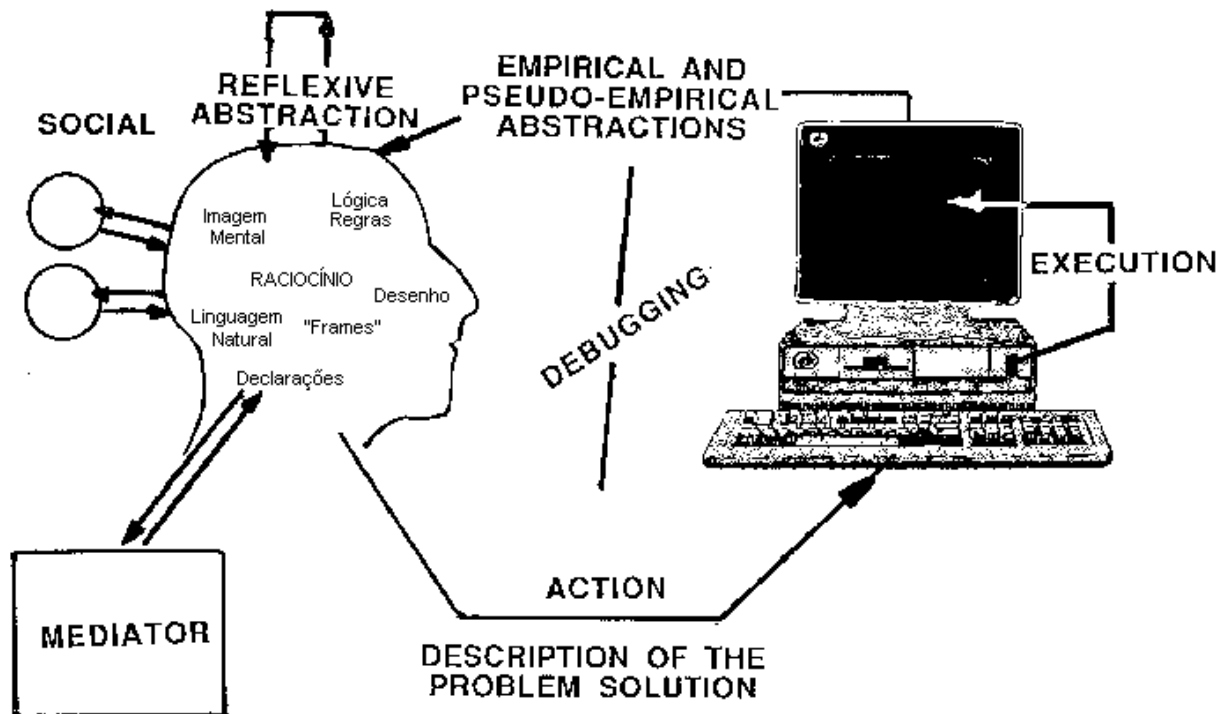 REFLEXIVE
ABSTRACTION
EMPIRICAL AND
PSEUDO-EMPIRICAL
ABSTRACTIONS
SOCIAL
Imagem
Mental
Lógica
Regras
RACIOCÍNIO
Desenho
Linguagem
Natural
"Frames"
Declarações
DEBUGGING
EXECUTION
MEDIATOR
ACTION
DESCRIPTION OF THE
PROBLEM SOLUTION